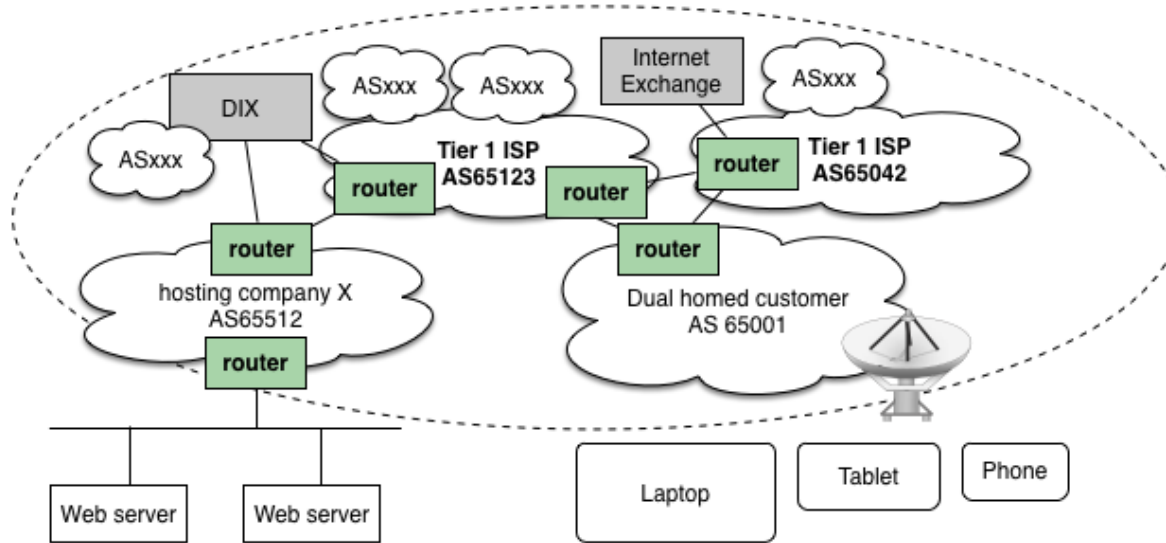 Internet
Exchange
ASxxx
ASxxx
ASxxx
DIX
ASxxx
Tier 1 ISP
AS65123
Tier 1 ISP
AS65042
router
router
router
router
router
hosting company X
AS65512
Dual homed customer
AS 65001
router
Web server
Web server
Laptop
Tablet
Phone